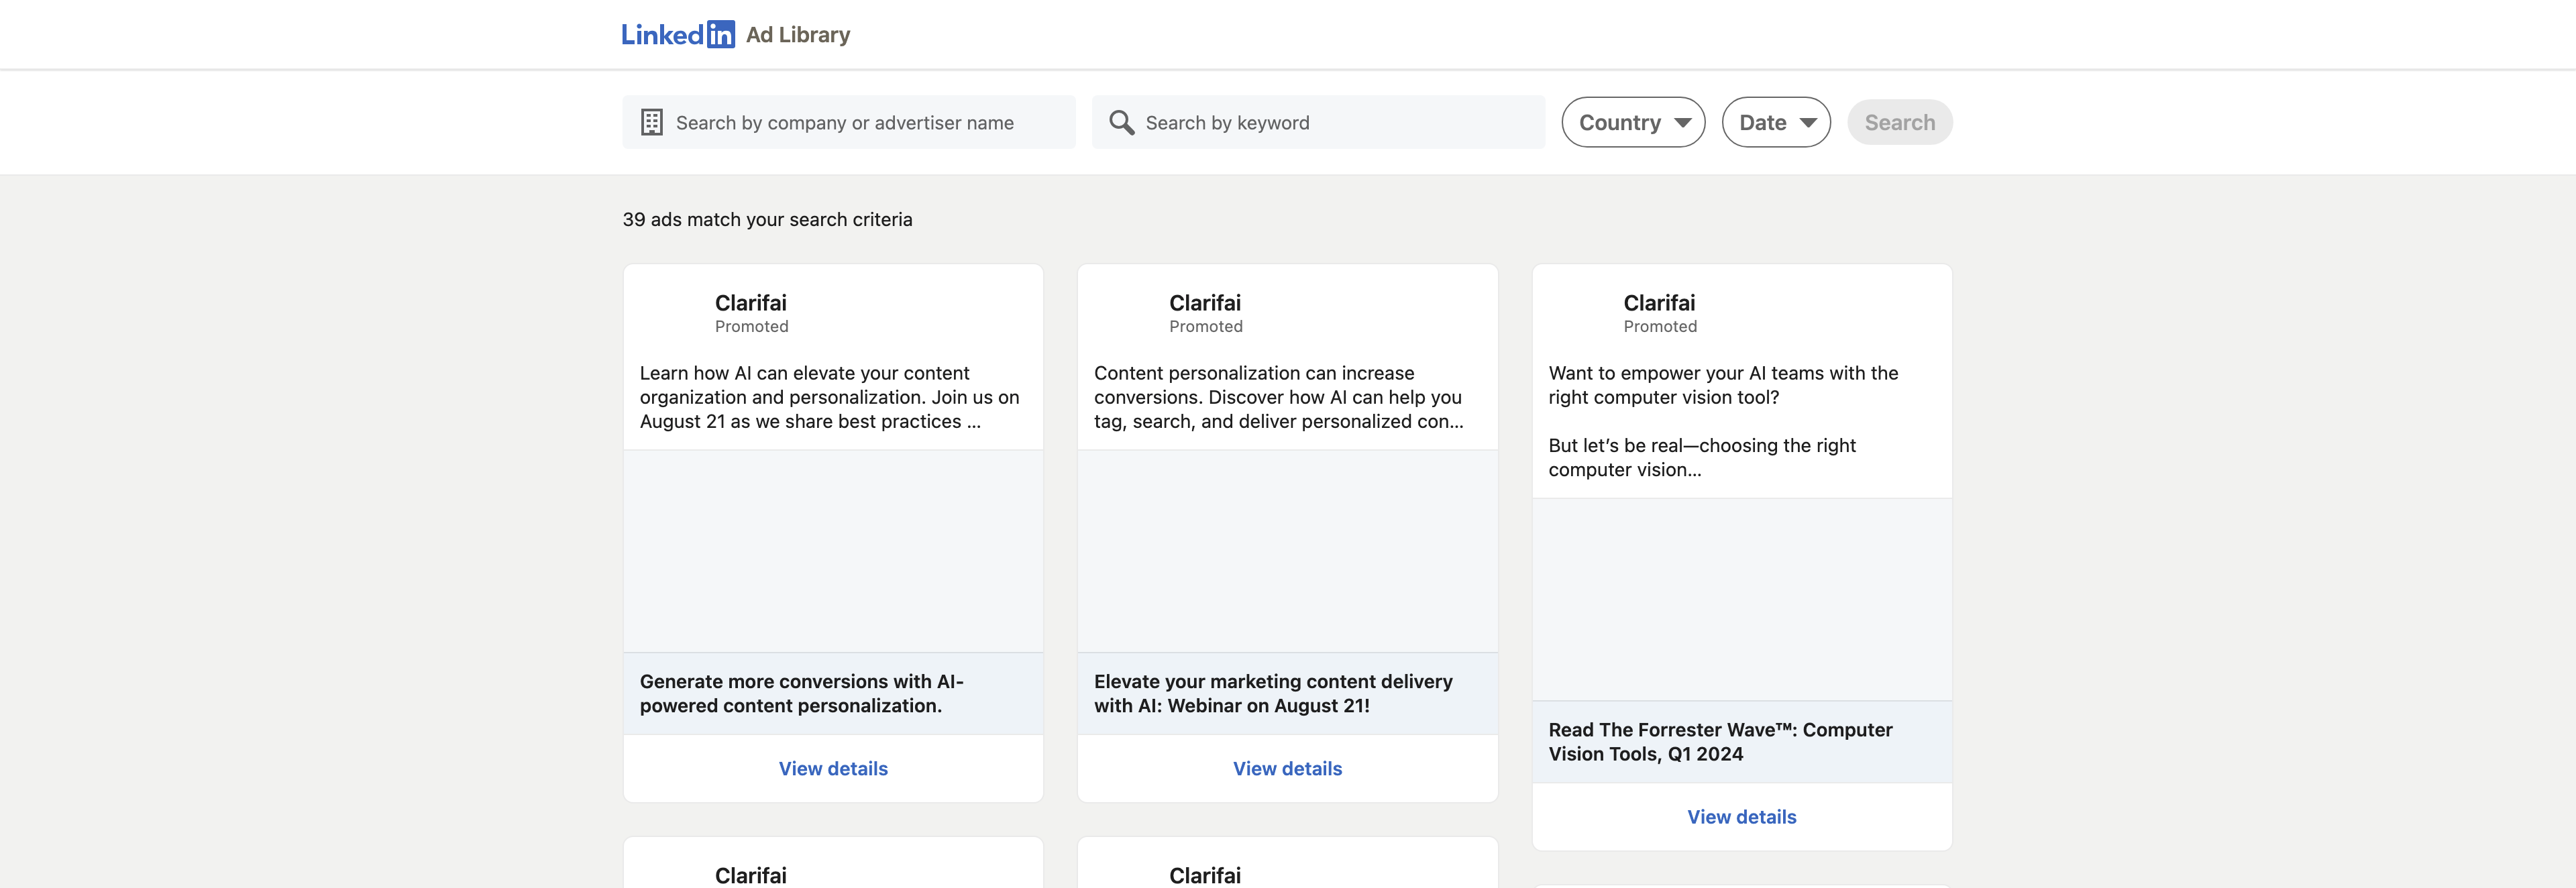 LinkedIn Ad Library
Search by company or advertiser name
Search by keyword
Country
Date
Search
39 ads match your search criteria
Clarifai
Promoted
Learn how AI can elevate your content
organization and personalization. Join us on
August 21 as we share best practices ...
Generate more conversions with AI-
powered content personalization.
View details
Clarifai
Promoted
Content personalization can increase
conversions. Discover how AI can help you
tag, search, and deliver personalized con...
Elevate your marketing content delivery
with AI: Webinar on August 21!
View details
Clarifai
Promoted
Want to empower your AI teams with the
right computer vision tool?
But let’s be real—choosing the right
computer vision...
Read The Forrester Wave™: Computer
Vision Tools, Q1 2024
View details
Clarifai
Clarifai